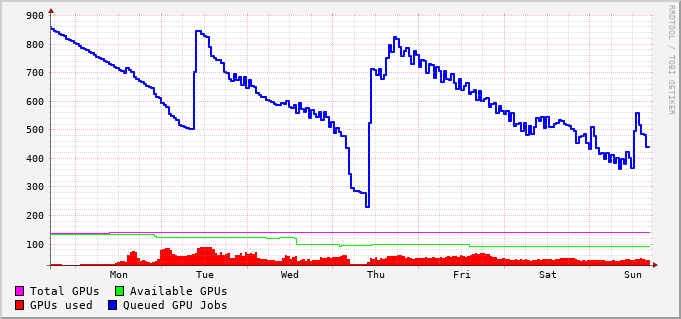 900
800
700
600
500
400
300
200
100
Mon Tue Wed Thu Fri Sat Sun
Total GPUs Available GPUs
GPUs used Queued GPU Jobs
RRDTOOL / TOBI OETIKER